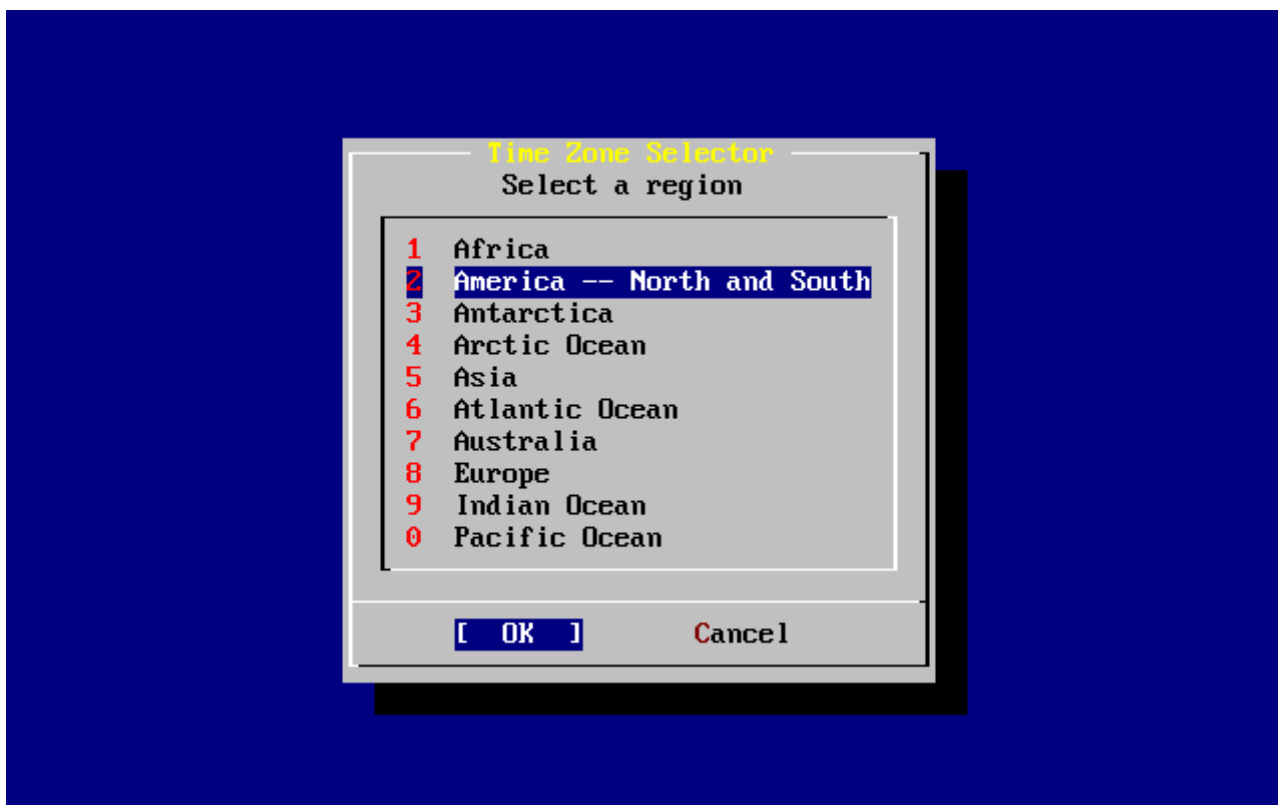 Time Zone Selector
Select a region
1 Africa
2 America -- North and South
3 Antarctica
4 Arctic Ocean
5 Asia
6 Atlantic Ocean
7 Australia
8 Europe
9 Indian Ocean
0 Pacific Ocean
[ OK ] Cancel